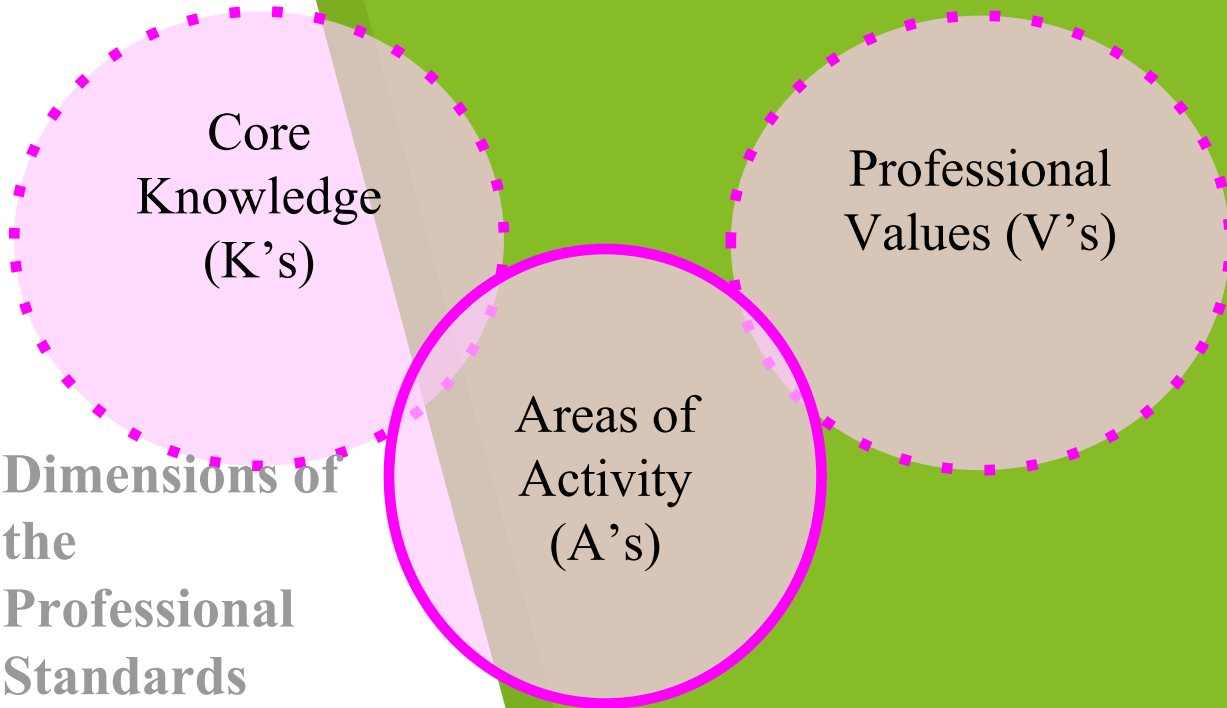 Core
Knowledge
(K’s)
Professional
Values (V’s)
Areas of
Activity
(A’s)
Dimensions of
the
Professional
Standards